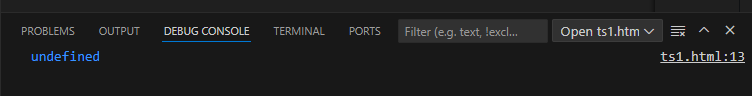 PROBLEMS OUTPUT DEBUG CONSOLE TERMINAL PORTS Filter (e.g. text, !excl... Open ts1.htm
undefined ts1.html:13